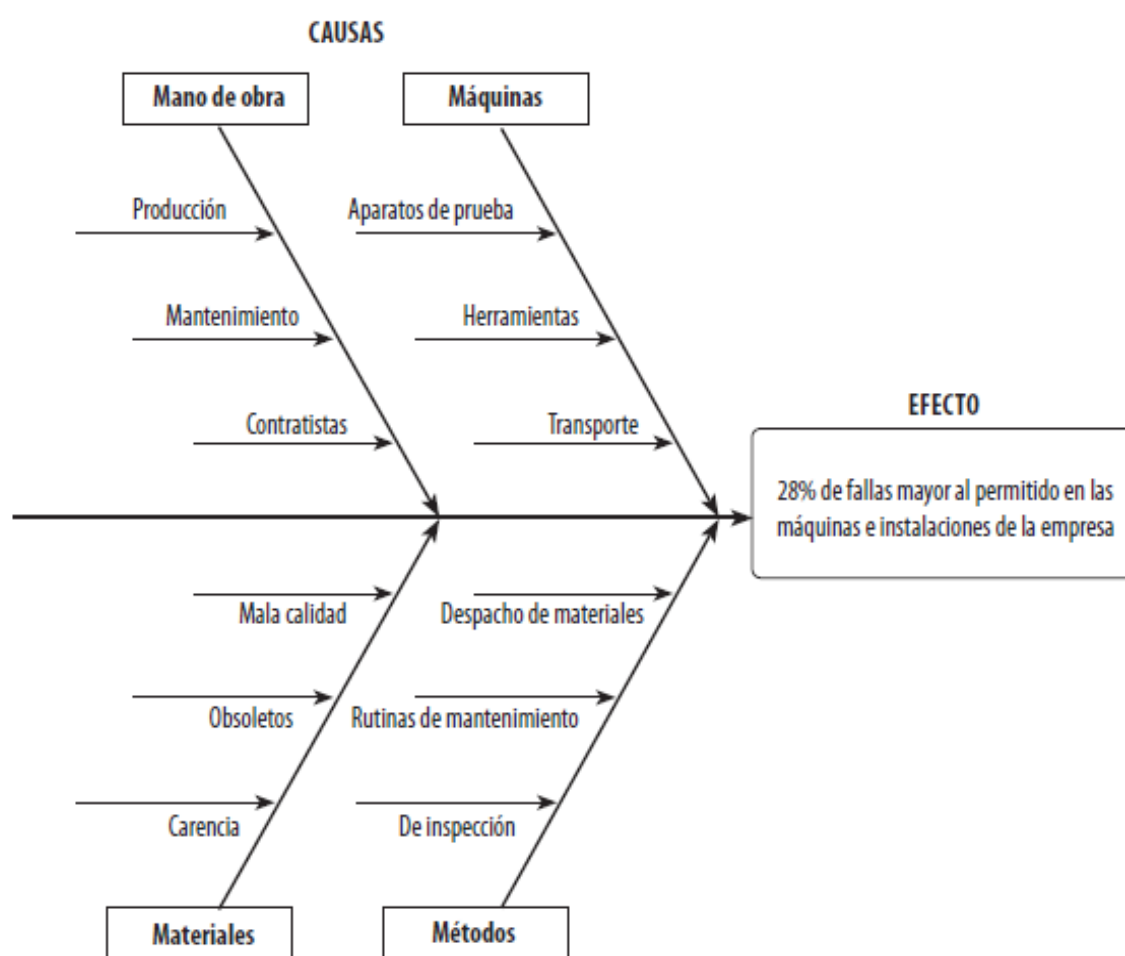 CAUSAS
Mano de obra
Máquinas
Producción
Aparatos de prueba
Mantenimiento
Herramientas
Contratistas
Transporte
EFECTO
28% de fallas mayor al permitido en las
máquinas e instalaciones de la empresa
Mala calidad
Despacho de materiales
Obsoletos
Rutinas de mantenimiento
Carencia
De inspección
Materiales
Métodos